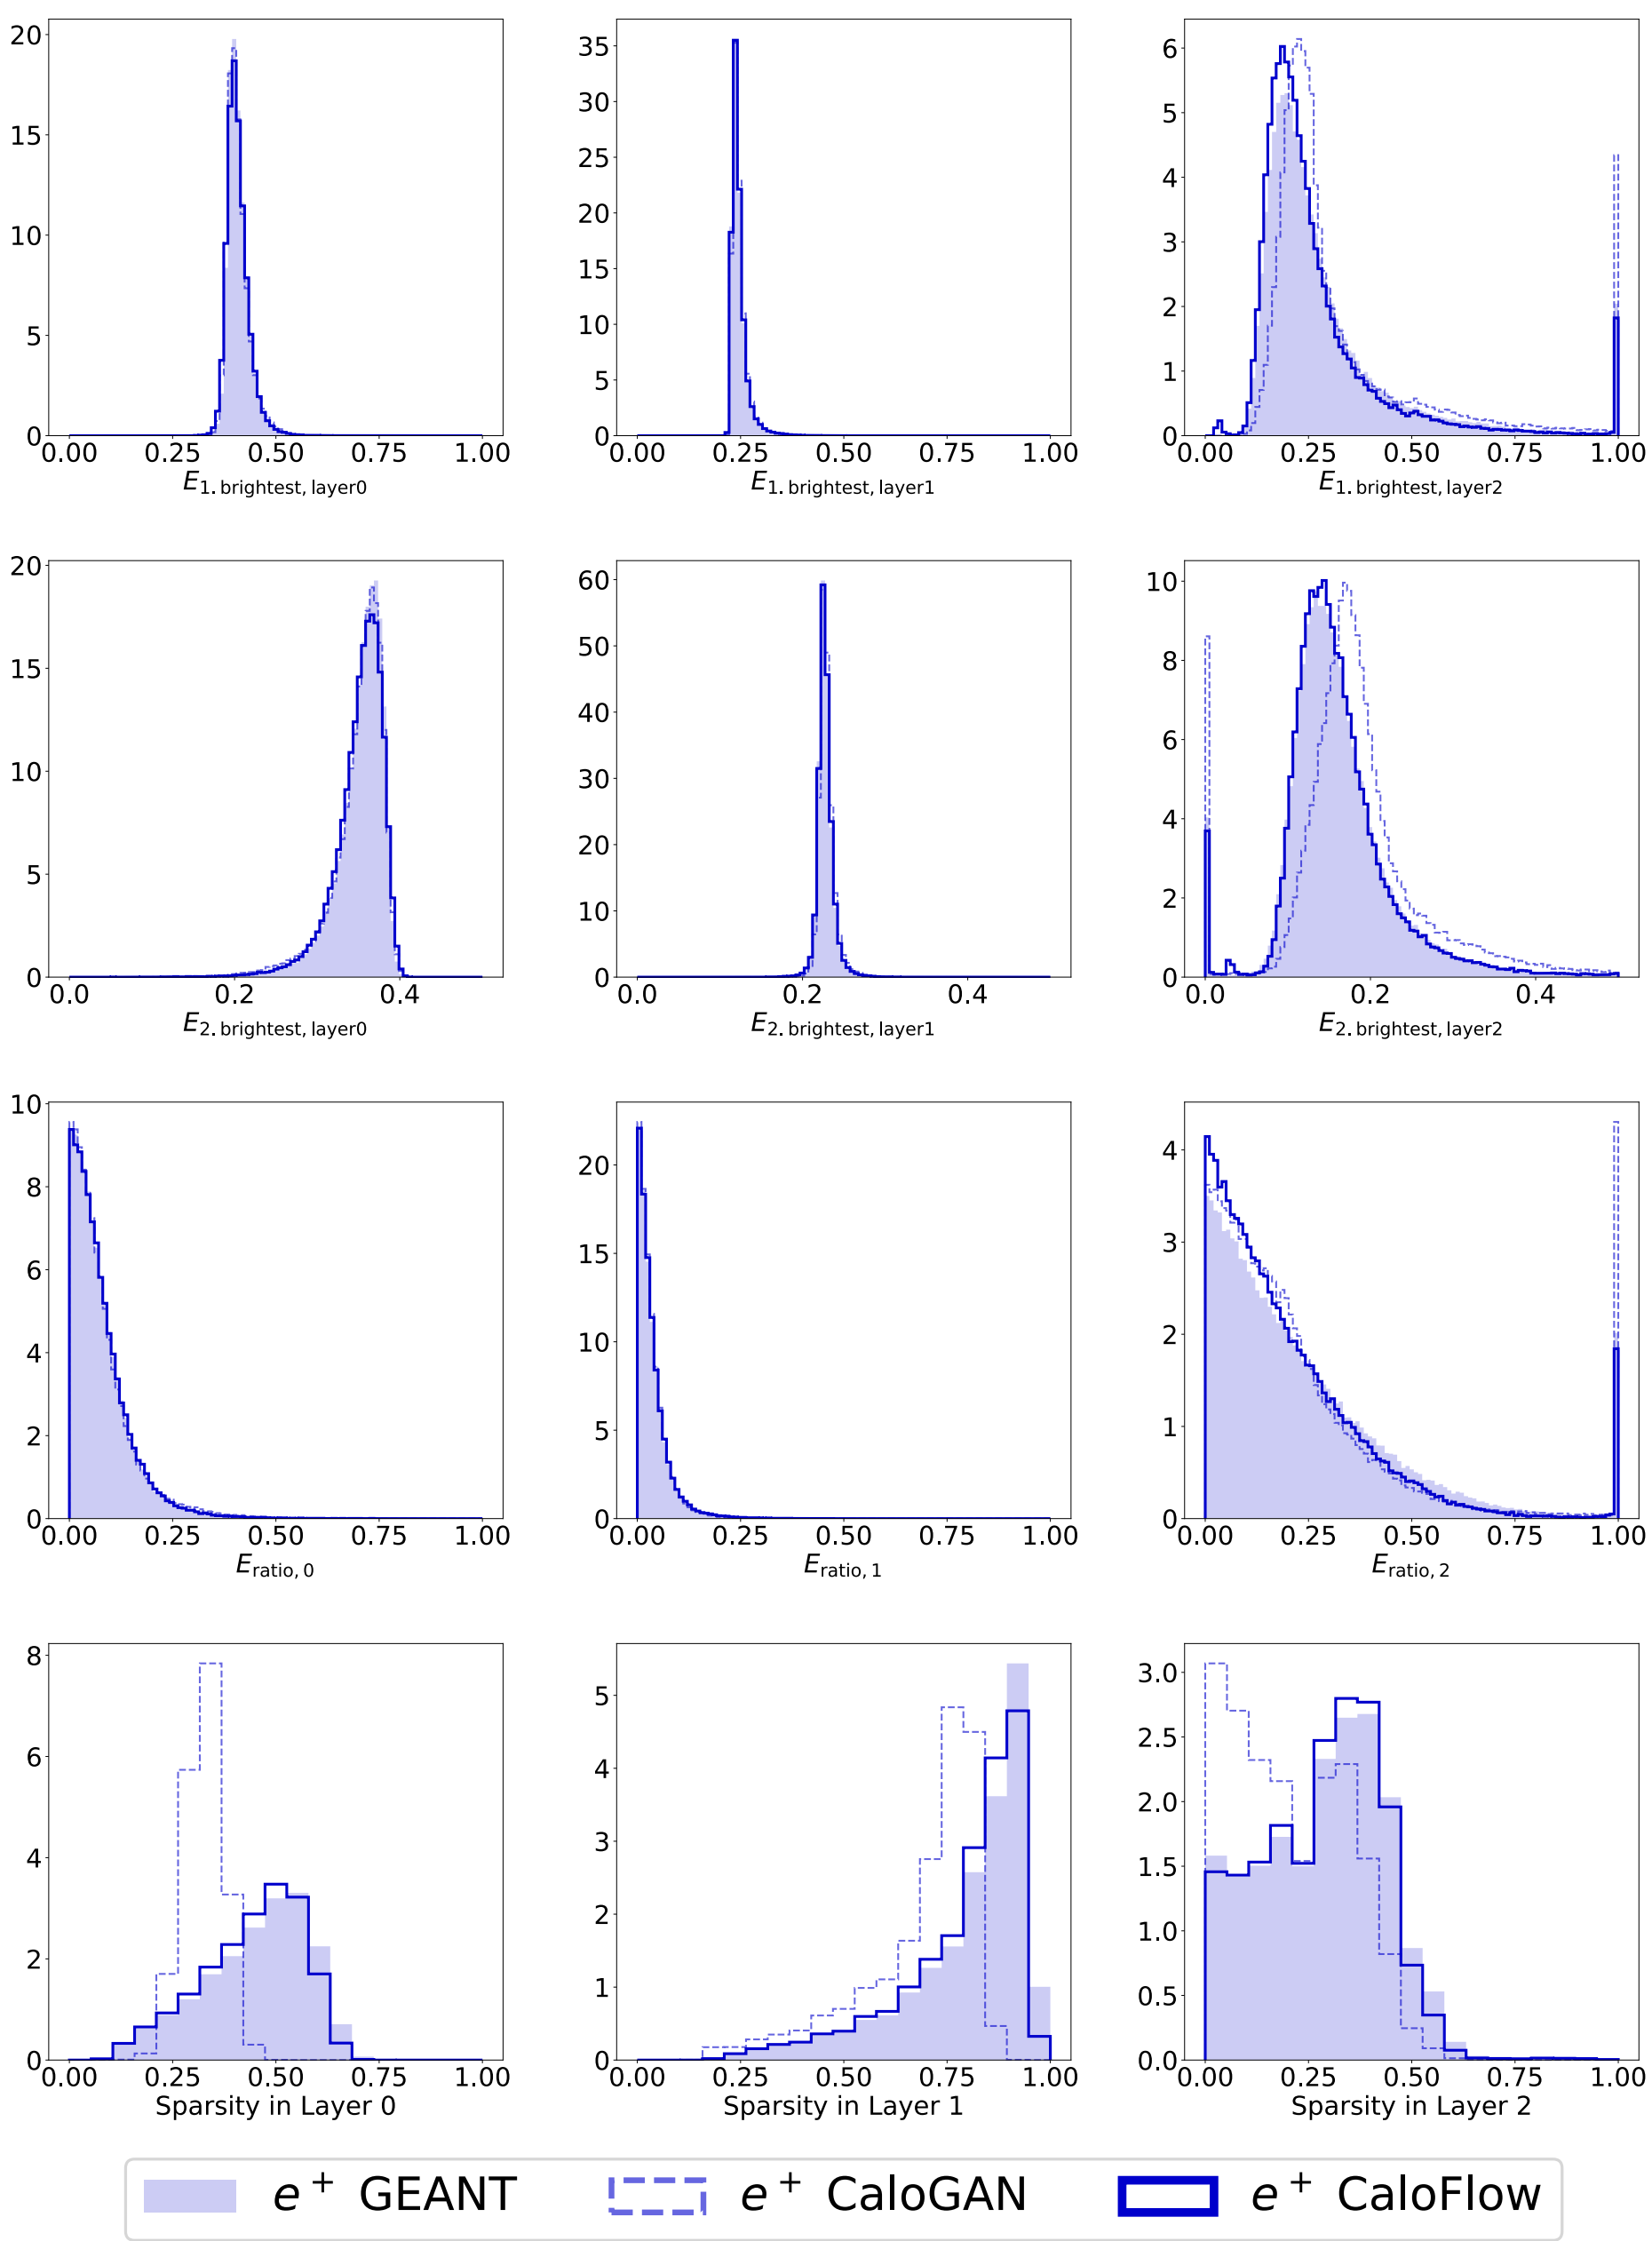 20
15
10
5
0
0.00 0.25 0.50 0.75 1.00
E1. brightest, layer0
35
30
25
20
15
10
5
0
0.00 0.25 0.50 0.75 1.00
E1. brightest, layer1
6
5
4
3
2
1
0
0.00 0.25 0.50 0.75 1.00
E1. brightest, layer2
20
15
10
5
0
0.0 0.2 0.4
E2. brightest, layer0
60
50
40
30
20
10
0
0.0 0.2 0.4
E2. brightest, layer1
10
8
6
4
2
0
0.0 0.2 0.4
E2. brightest, layer2
10
8
6
4
2
0
0.00 0.25 0.50 0.75 1.00
Eratio, 0
20
15
10
5
0
0.00 0.25 0.50 0.75 1.00
Eratio, 1
4
3
2
1
0
0.00 0.25 0.50 0.75 1.00
Eratio, 2
8
6
4
2
0
0.00 0.25 0.50 0.75 1.00
Sparsity in Layer 0
5
4
3
2
1
0
0.00 0.25 0.50 0.75 1.00
Sparsity in Layer 1
3.0
2.5
2.0
1.5
1.0
0.5
0.0
0.00 0.25 0.50 0.75 1.00
Sparsity in Layer 2
e+ GEANT e+ CaloGAN e+ CaloFlow